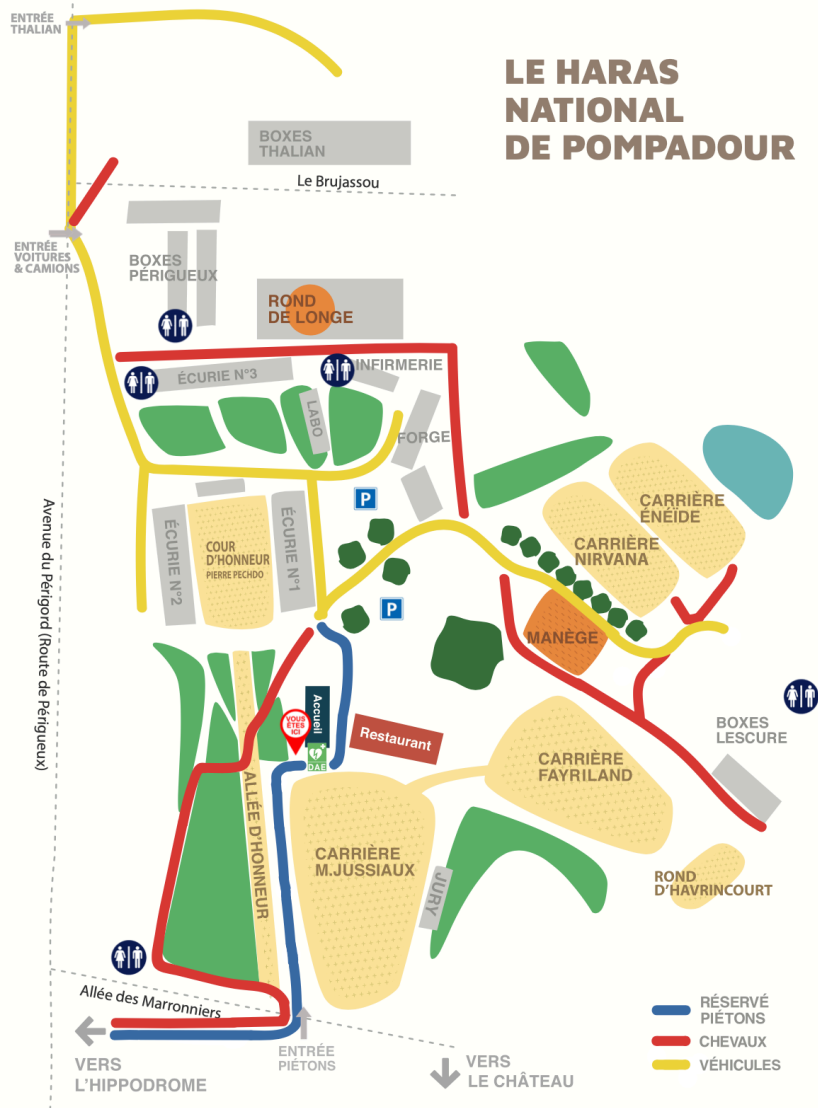 ENTRÉE
THALIAN
LE HARAS
NATIONAL
DE POMPADOUR
BOXES
THALIAN
Le Brujassou
ENTRÉE
VOITURES
& CAMIONS
BOXES
PÉRIGUEUX
ROND
DE LONGE
ÉCURIE N°3
INFIRMERIE
LABO
FORGE
P
CARRIÈRE
ÉNÉÏDE
CARRIÈRE
NIRVANA
ÉCURIE N°2
COUR
D'HONNEUR
PIERRE PECHDO
ÉCURIE N°1
P
MANÈGE
Avenue du Périgord (Route de Périgueux)
VOUS
ÊTES
ICI
Accueil
DAE
Restaurant
BOXES
LESCURE
CARRIÈRE
FAYRILAND
ALLÉE D'HONNEUR
CARRIÈRE
M.JUSSIAUX
JURY
ROND
D'HAVRINCOURT
Allée des Marronniers
VERS
L'HIPPODROME
ENTRÉE
PIÉTONS
VERS
LE CHÂTEAU
RÉSERVÉ
PIÉTONS
CHEVAUX
VÉHICULES